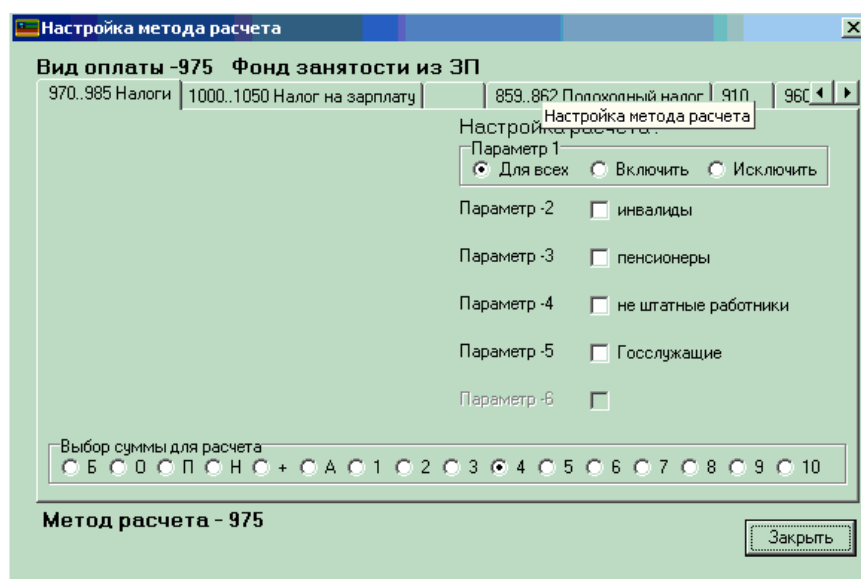 Настройка метода расчета
Вид оплаты -975 Фонд занятости из ЗП
970..985 Налоги 1000..1050 Налог на зарплату 859..862 Подоходный налог 910 960
Настройка метода расчета
Настройка расчета :
Параметр 1
Для всех Включить Исключить
Параметр -2 инвалиды
Параметр -3 пенсионеры
Параметр -4 не штатные работники
Параметр -5 Госслужащие
Параметр -6
Выбор суммы для расчета
Б О П Н + А 1 2 3 4 5 6 7 8 9 10
Метод расчета - 975
Закрыть